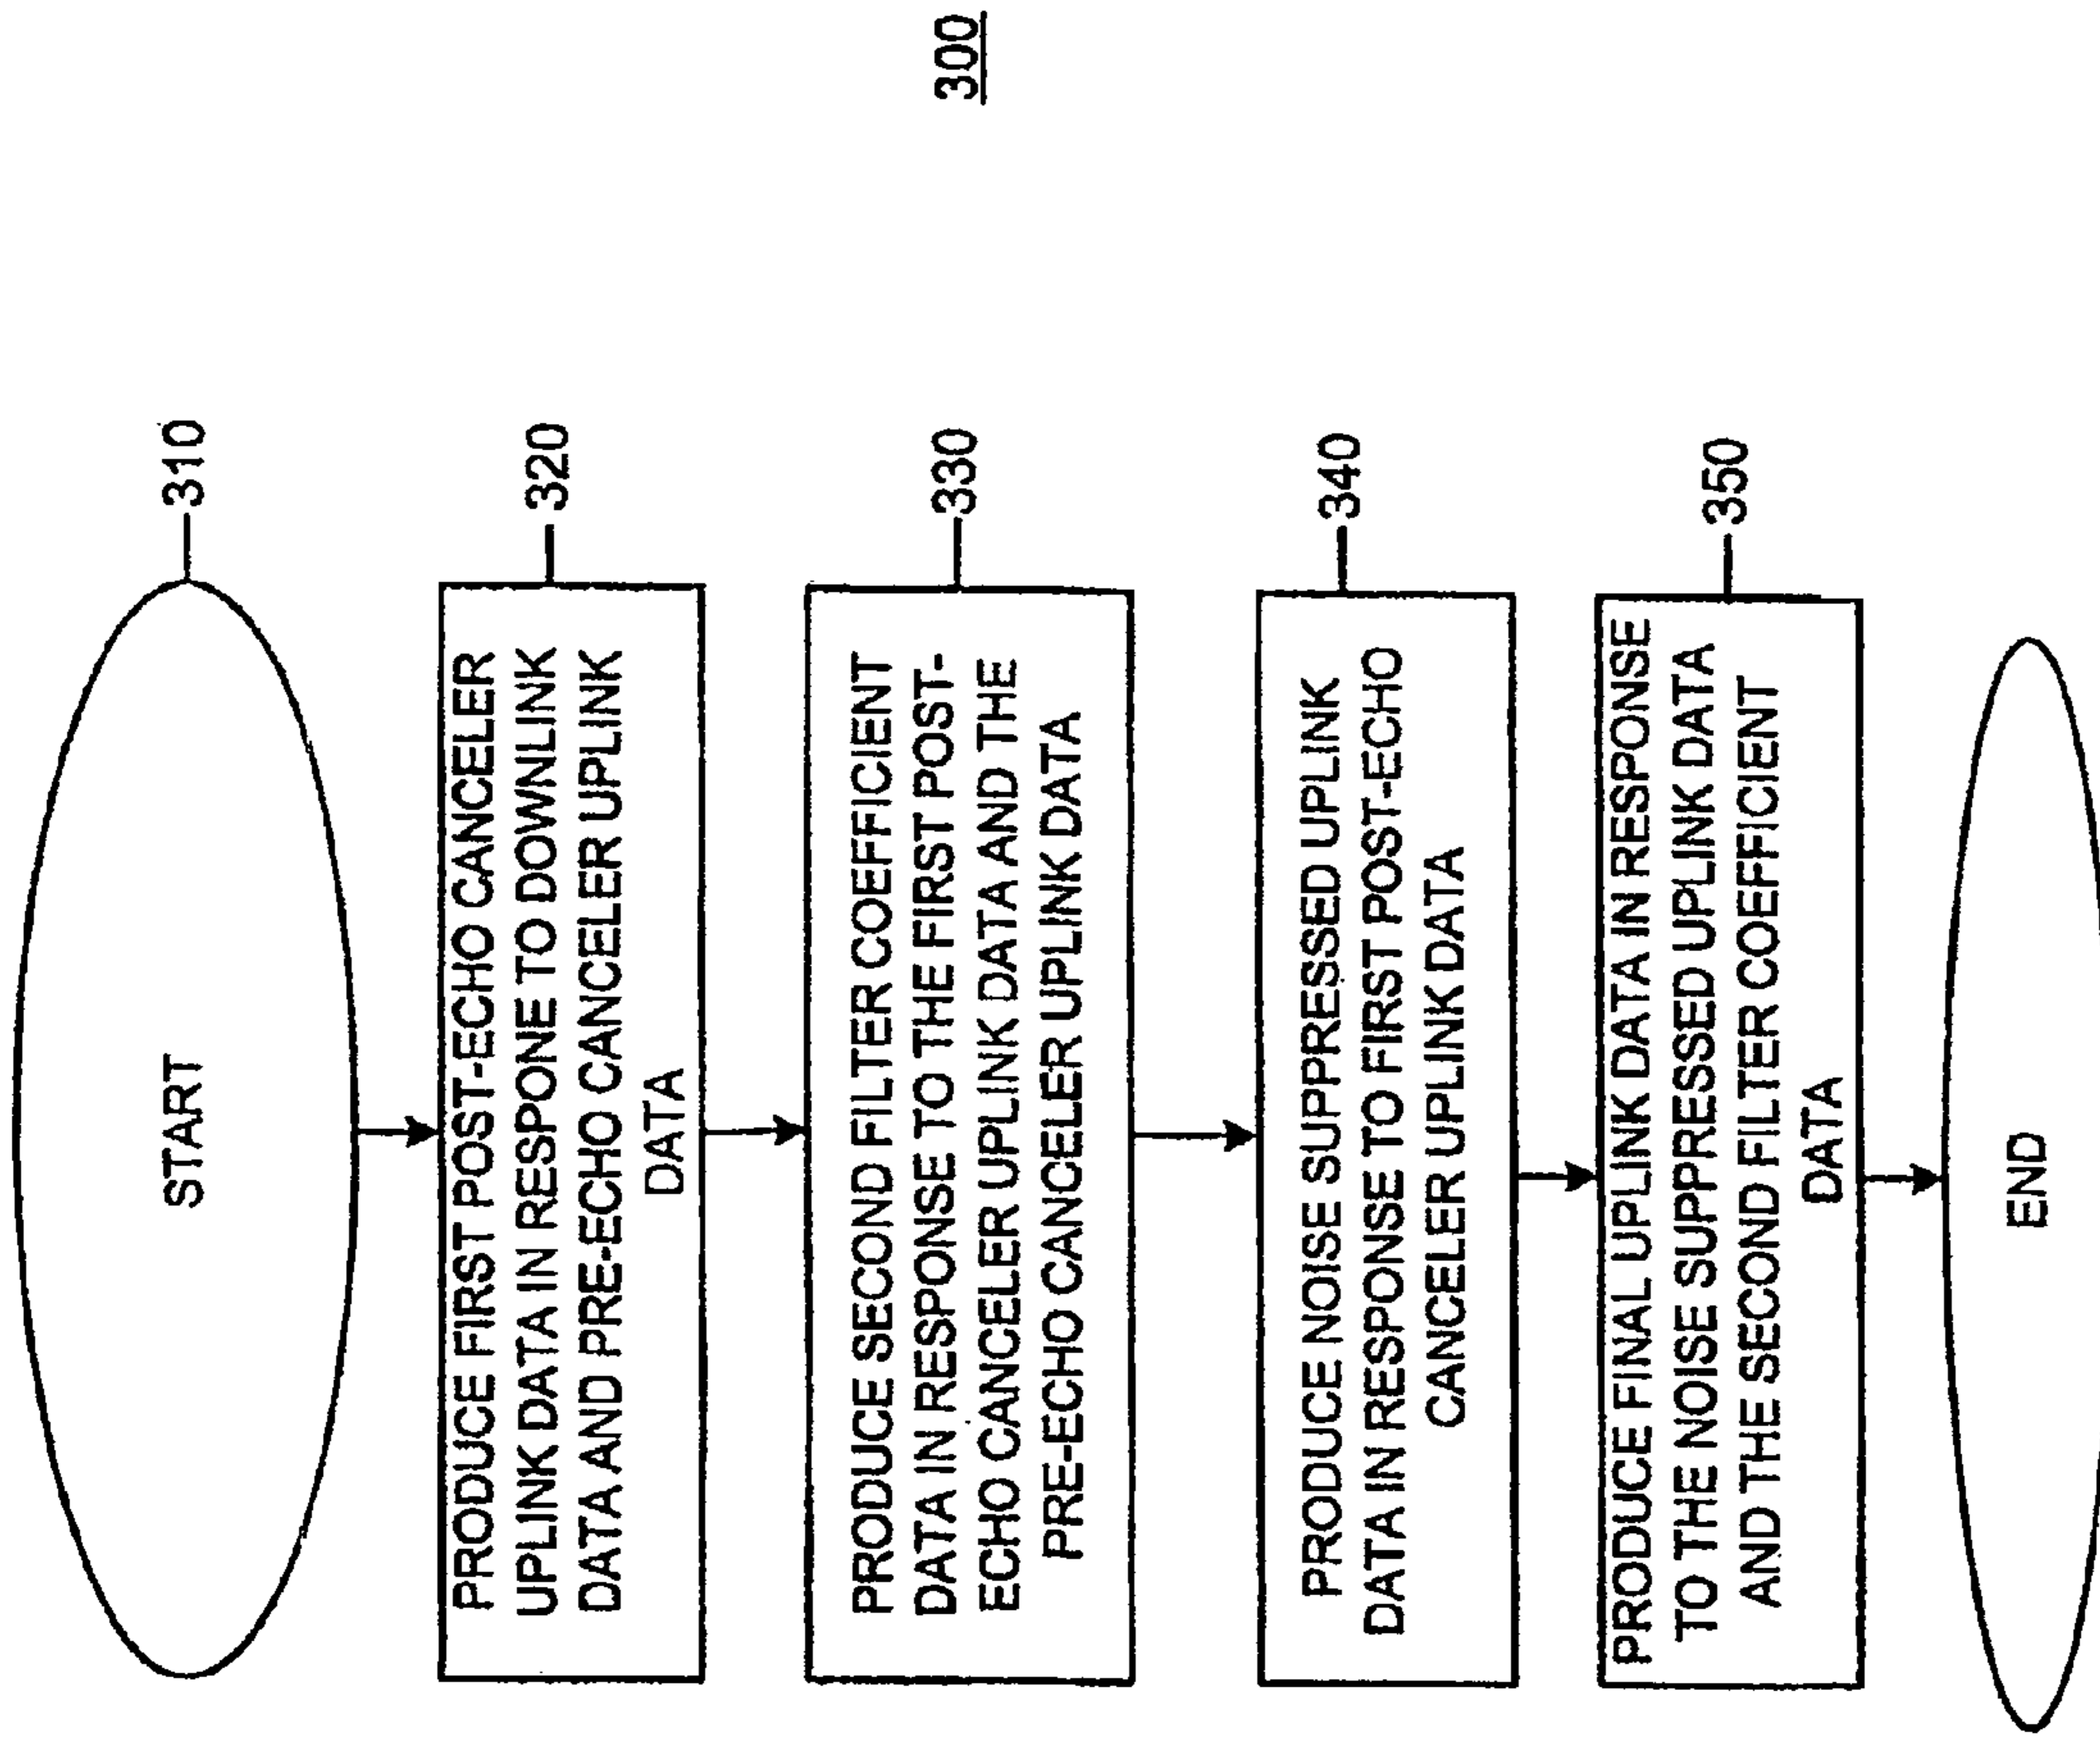 START
310
PRODUCE FIRST POST-ECHO CANCELER
UPLINK DATA IN RESPONE TO DOWNLINK
DATA AND PRE-ECHO CANCELER UPLINK
DATA
320
PRODUCE SECOND FILTER COEFFICIENT
DATA IN RESPONSE TO THE FIRST POST-
ECHO CANCELER UPLINK DATA AND THE
PRE-ECHO CANCELER UPLINK DATA
330
300
PRODUCE NOISE SUPPRESSED UPLINK
DATA IN RESPONSE TO FIRST POST-ECHO
CANCELER UPLINK DATA
340
PRODUCE FINAL UPLINK DATA IN RESPONSE
TO THE NOISE SUPPRESSED UPLINK DATA
AND THE SECOND FILTER COEFFICIENT
DATA
350
END